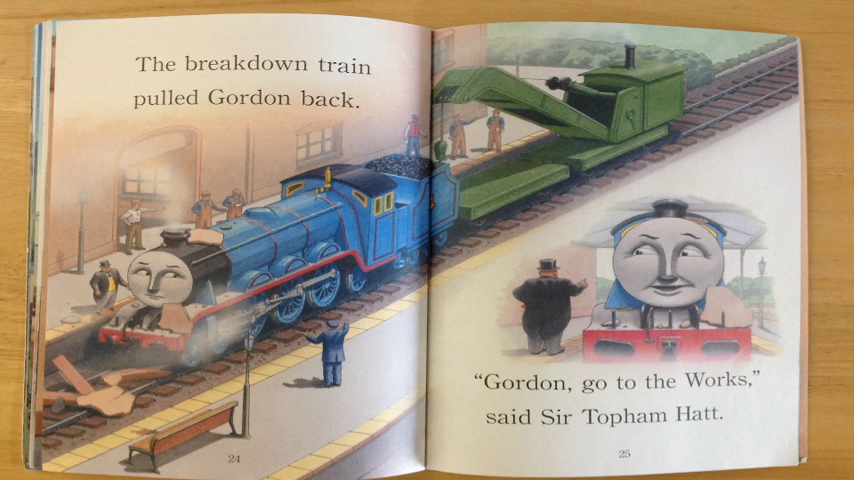 The breakdown train
pulled Gordon back.
24
“Gordon, go to the Works,”
said Sir Topham Hatt.
25